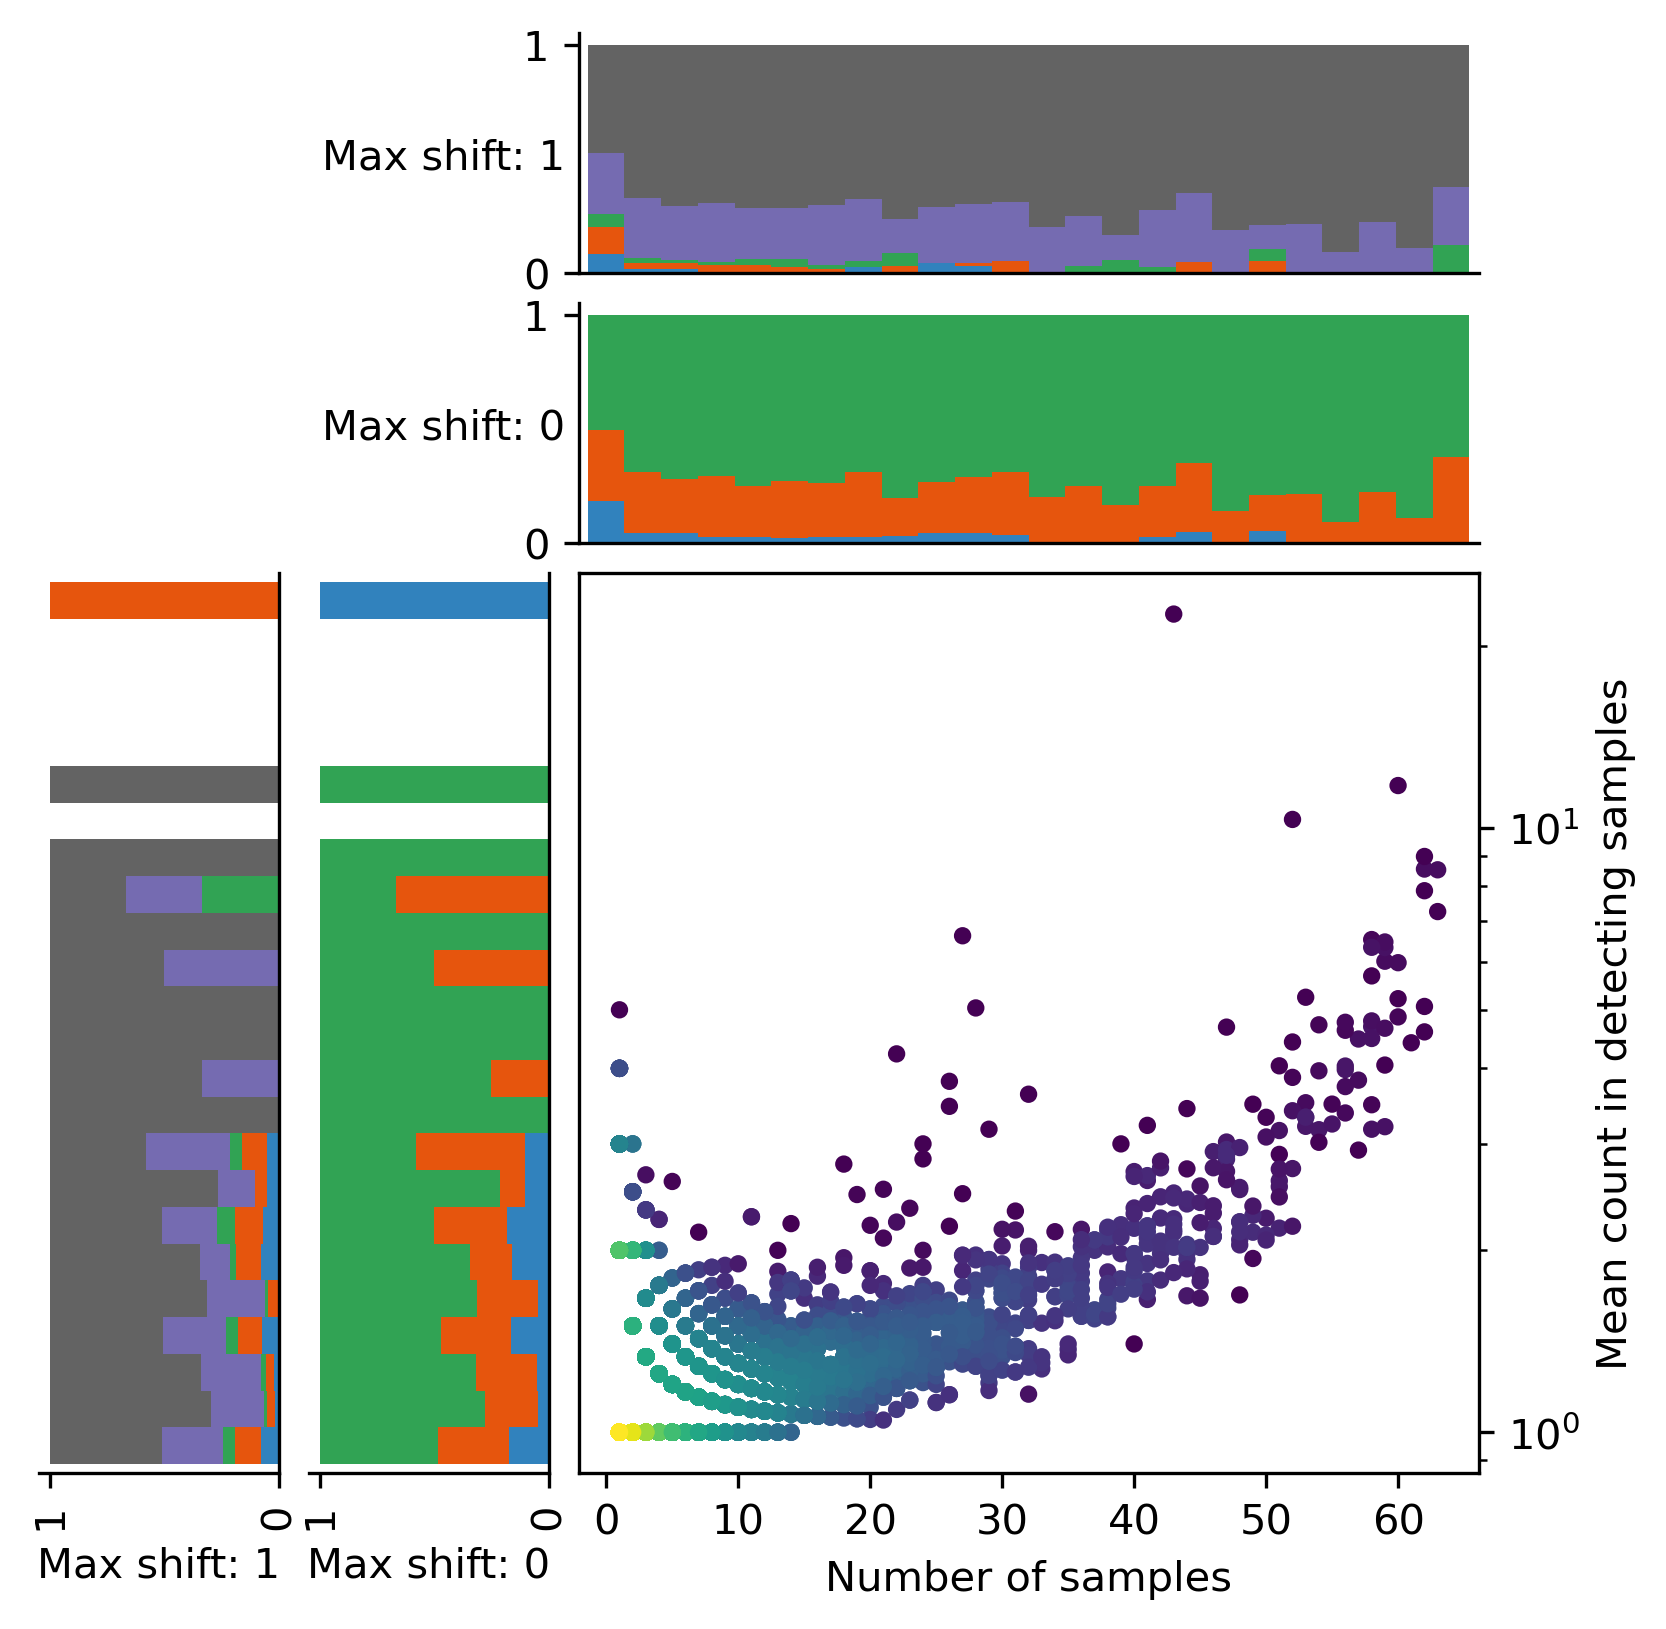 1
Max shift: 1
0
1
Max shift: 0
0
10¹
10⁰
Mean count in detecting samples
1 0 1 0
0 10 20 30 40 50 60
Max shift: 1 Max shift: 0
Number of samples